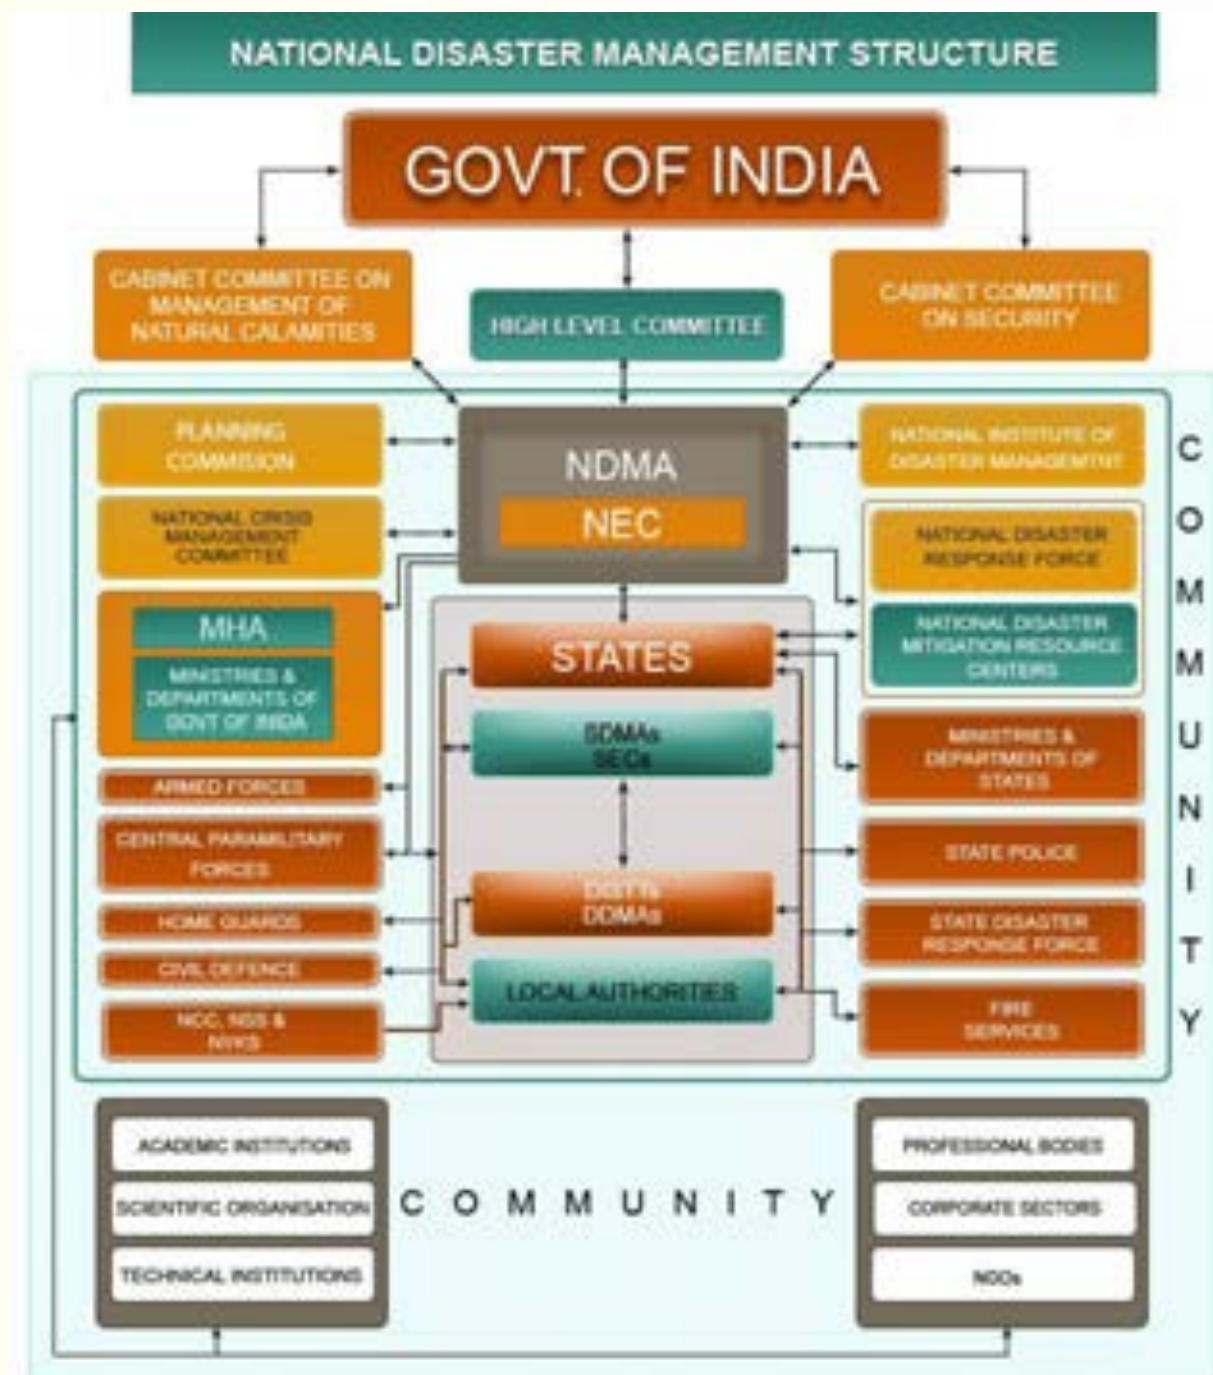 NATIONAL DISASTER MANAGEMENT STRUCTURE
GOVT. OF INDIA
CABINET COMMITTEE ON
MANAGEMENT OF
NATURAL CALAMITIES
HIGH LEVEL COMMITTEE
CABINET COMMITTEE
ON SECURITY
PLANNING
COMMISION
NATIONAL CRISIS
MANAGEMENT
COMMITTEE
MHA
MINISTRIES &
DEPARTMENTS OF
GOVT OF INIDA
ARMED FORCES
CENTRAL PARAMILITARY
FORCES
HOME GUARDS
CIVIL DEFENCE
NCC, NSS &
NYKS
NDMA
NEC
STATES
SDMAs
SECs
DISTTs
DDMAs
LOCAL AUTHORITIES
NATIONAL INSTITUTE OF
DISASTER MANAGEMTNT
NATIONAL DISASTER
RESPONSE FORCE
NATIONAL DISASTER
MITIGATION RESOURCE
CENTERS
MINISTRIES &
DEPARTMENTS OF
STATES
STATE POLICE
STATE DISASTER
RESPONSE FORCE
FIRE
SERVICES
COMMUNITY
ACADEMIC INSTITUTIONS
SCIENTIFIC ORGANISATION
TECHNICAL INSTITUTIONS
COMMUNITY
PROFESSIONAL BODIES
CORPORATE SECTORS
NGOs